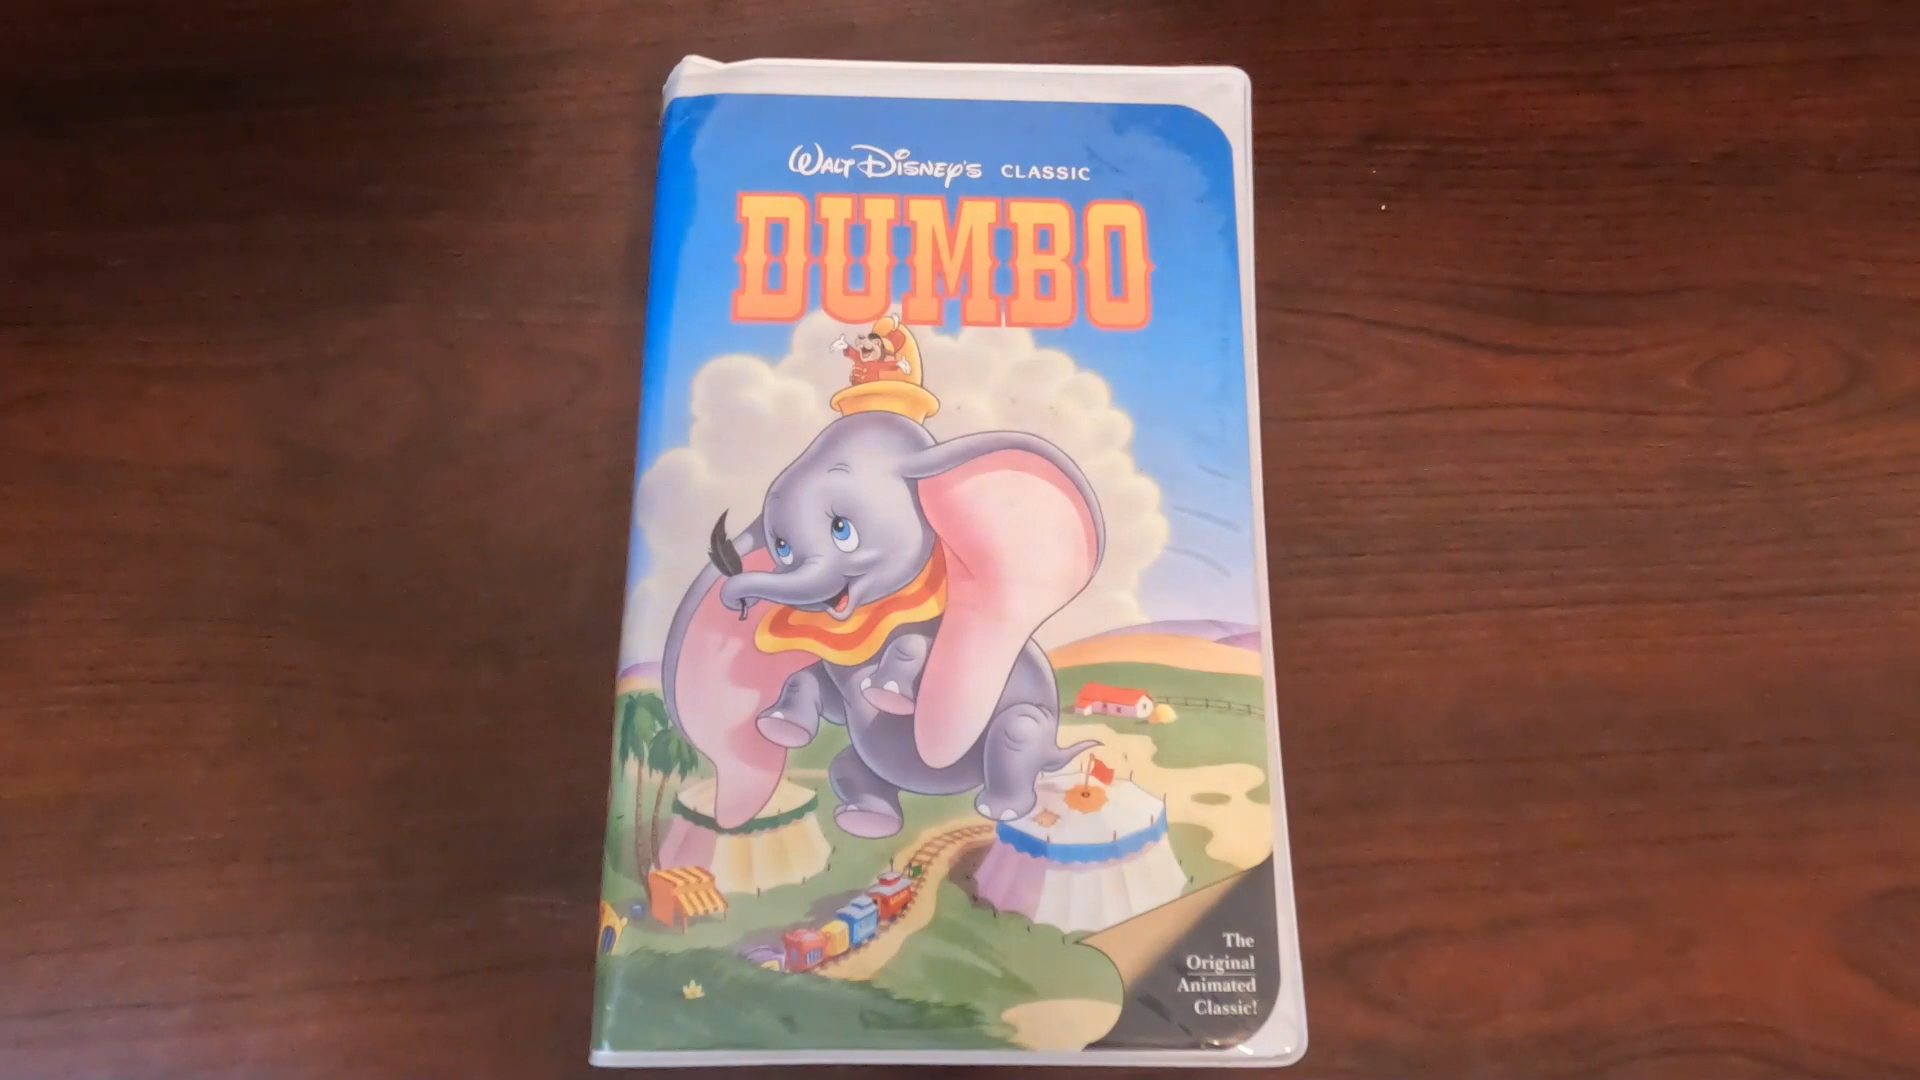 Walt Disney's CLASSIC
DUMBO
The
Original
Animated
Classic!